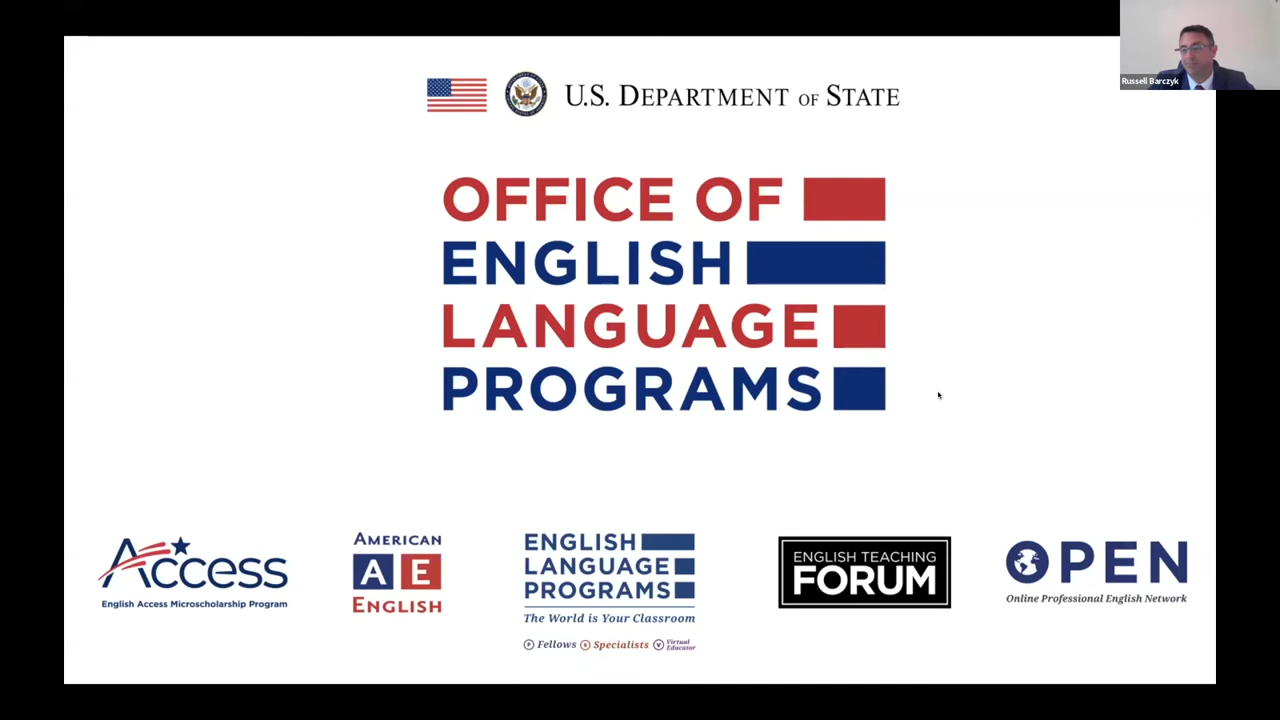 Russell Barczyk
U.S. DEPARTMENT OF STATE
OFFICE OF
ENGLISH
LANGUAGE
PROGRAMS
Access
English Access Microscholarship Program
AMERICAN
A E
ENGLISH
ENGLISH
LANGUAGE
PROGRAMS
The World is Your Classroom
F Fellows S Specialists V Virtual Educator
ENGLISH TEACHING
FORUM
OPEN
Online Professional English Network